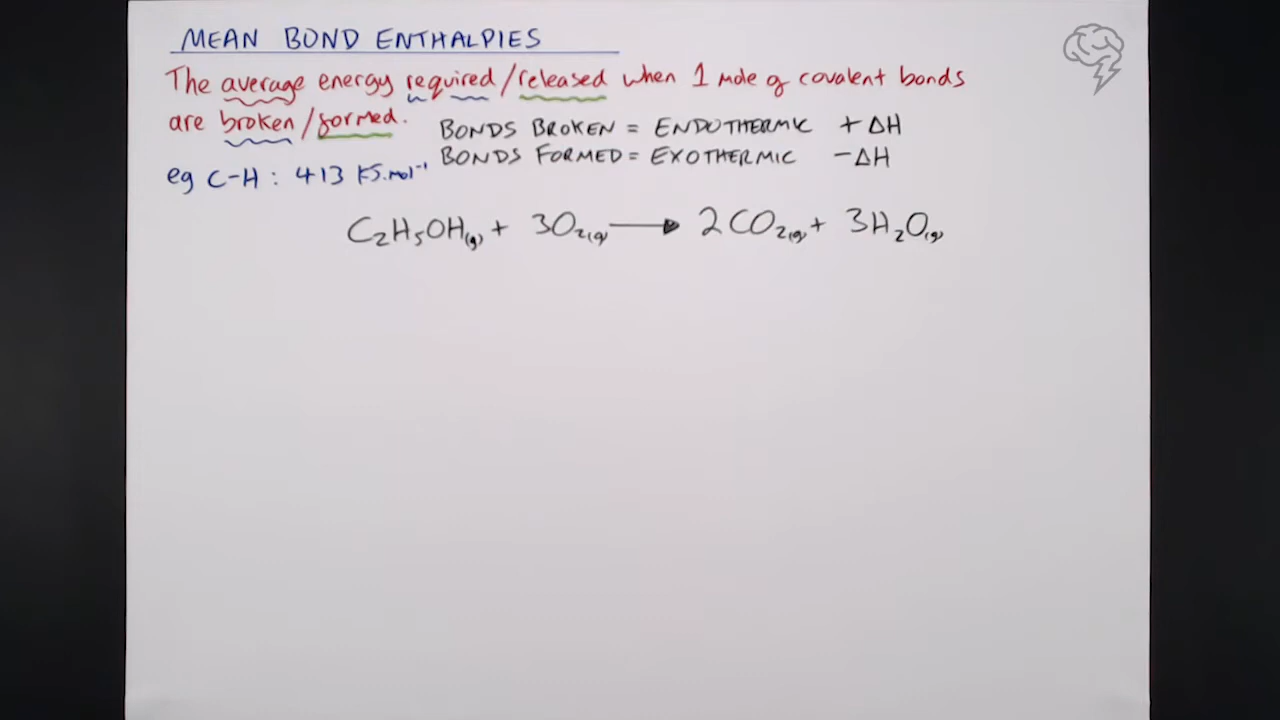 MEAN BOND ENTHALPIES
The average energy required/released when 1 mole of covalent bonds
are broken/formed.
BONDS BROKEN = ENDOTHERMIC +ΔH
BONDS FORMED = EXOTHERMIC -ΔH
eg C-H : 413 KJ.mol⁻¹
C₂H₅OH(g) + 3O₂(g) → 2CO₂(g) + 3H₂O(g)